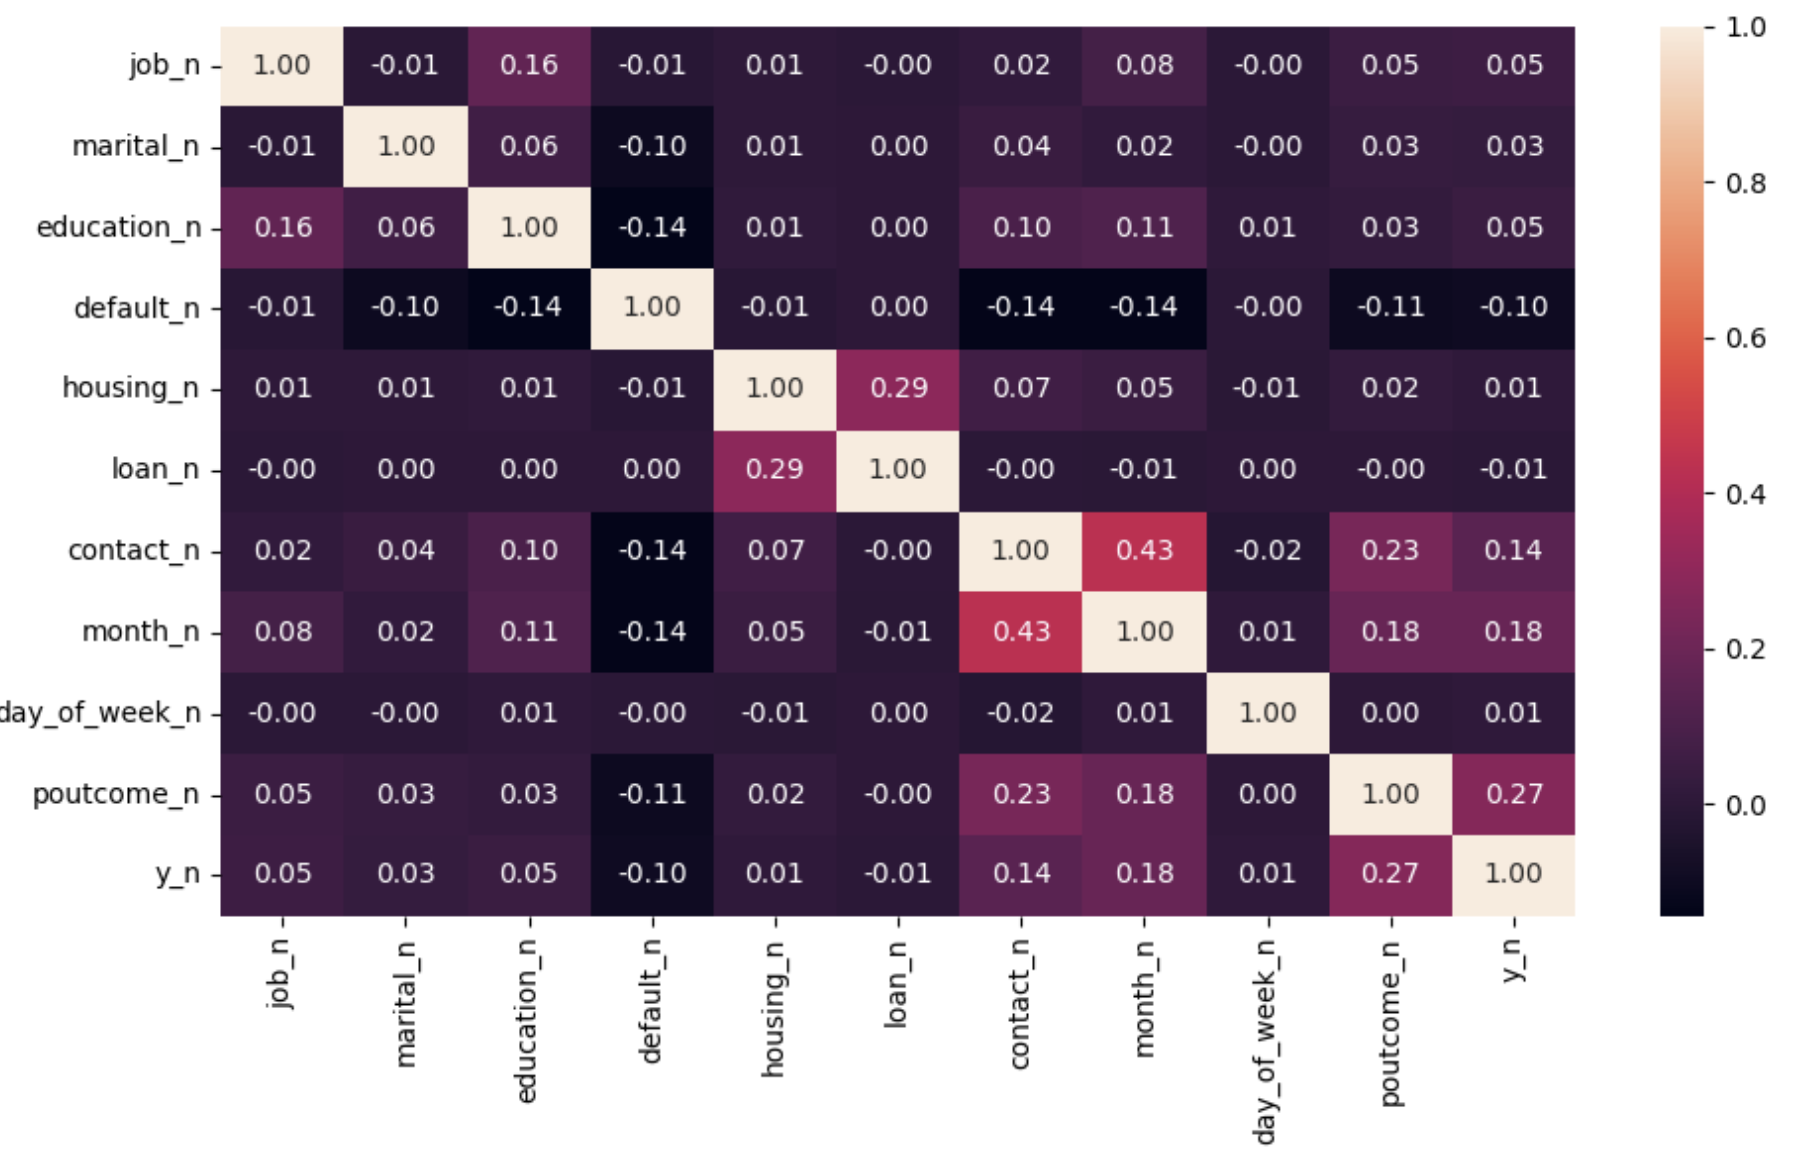 job_n 1.00 -0.01 0.16 -0.01 0.01 -0.00 0.02 0.08 -0.00 0.05 0.05
marital_n -0.01 1.00 0.06 -0.10 0.01 0.00 0.04 0.02 -0.00 0.03 0.03
education_n 0.16 0.06 1.00 -0.14 0.01 0.00 0.10 0.11 0.01 0.03 0.05
default_n -0.01 -0.10 -0.14 1.00 -0.01 0.00 -0.14 -0.14 -0.00 -0.11 -0.10
housing_n 0.01 0.01 0.01 -0.01 1.00 0.29 0.07 0.05 -0.01 0.02 0.01
loan_n -0.00 0.00 0.00 0.00 0.29 1.00 -0.00 -0.01 0.00 -0.00 -0.01
contact_n 0.02 0.04 0.10 -0.14 0.07 -0.00 1.00 0.43 -0.02 0.23 0.14
month_n 0.08 0.02 0.11 -0.14 0.05 -0.01 0.43 1.00 0.01 0.18 0.18
day_of_week_n -0.00 -0.00 0.01 -0.00 -0.01 0.00 -0.02 0.01 1.00 0.00 0.01
poutcome_n 0.05 0.03 0.03 -0.11 0.02 -0.00 0.23 0.18 0.00 1.00 0.27
y_n 0.05 0.03 0.05 -0.10 0.01 -0.01 0.14 0.18 0.01 0.27 1.00
job_n marital_n education_n default_n housing_n loan_n contact_n month_n day_of_week_n poutcome_n y_n
1.0
0.8
0.6
0.4
0.2
0.0